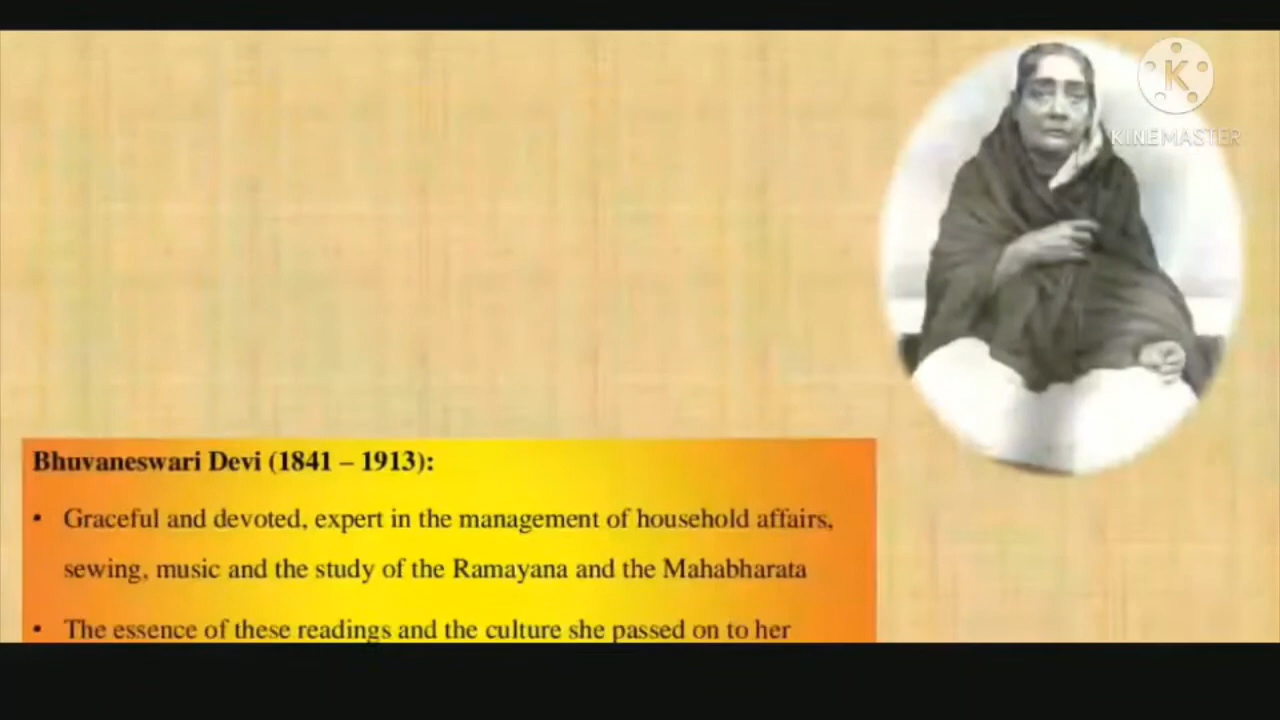 K
KINEMASTER
Bhuvaneswari Devi (1841 – 1913):
• Graceful and devoted, expert in the management of household affairs,
sewing, music and the study of the Ramayana and the Mahabharata
• The essence of these readings and the culture she passed on to her